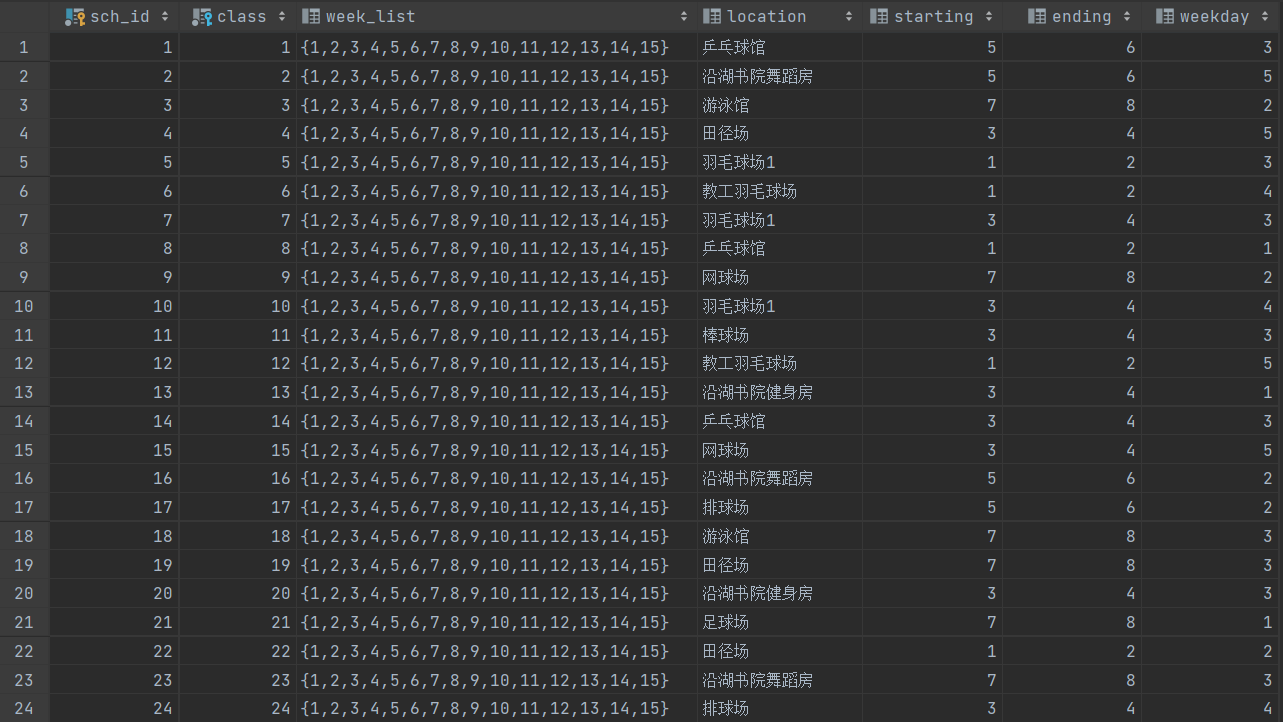 sch_id class week_list location starting ending weekday
1 1 1 {1,2,3,4,5,6,7,8,9,10,11,12,13,14,15} 乒乓球馆 5 6 3
2 2 2 {1,2,3,4,5,6,7,8,9,10,11,12,13,14,15} 沿湖书院舞蹈房 5 6 5
3 3 3 {1,2,3,4,5,6,7,8,9,10,11,12,13,14,15} 游泳馆 7 8 2
4 4 4 {1,2,3,4,5,6,7,8,9,10,11,12,13,14,15} 田径场 3 4 5
5 5 5 {1,2,3,4,5,6,7,8,9,10,11,12,13,14,15} 羽毛球场1 1 2 3
6 6 6 {1,2,3,4,5,6,7,8,9,10,11,12,13,14,15} 教工羽毛球场 1 2 4
7 7 7 {1,2,3,4,5,6,7,8,9,10,11,12,13,14,15} 羽毛球场1 3 4 3
8 8 8 {1,2,3,4,5,6,7,8,9,10,11,12,13,14,15} 乒乓球馆 1 2 1
9 9 9 {1,2,3,4,5,6,7,8,9,10,11,12,13,14,15} 网球场 7 8 2
10 10 10 {1,2,3,4,5,6,7,8,9,10,11,12,13,14,15} 羽毛球场1 3 4 4
11 11 11 {1,2,3,4,5,6,7,8,9,10,11,12,13,14,15} 棒球场 3 4 3
12 12 12 {1,2,3,4,5,6,7,8,9,10,11,12,13,14,15} 教工羽毛球场 1 2 5
13 13 13 {1,2,3,4,5,6,7,8,9,10,11,12,13,14,15} 沿湖书院健身房 3 4 1
14 14 14 {1,2,3,4,5,6,7,8,9,10,11,12,13,14,15} 乒乓球馆 3 4 3
15 15 15 {1,2,3,4,5,6,7,8,9,10,11,12,13,14,15} 网球场 3 4 5
16 16 16 {1,2,3,4,5,6,7,8,9,10,11,12,13,14,15} 沿湖书院舞蹈房 5 6 2
17 17 17 {1,2,3,4,5,6,7,8,9,10,11,12,13,14,15} 排球场 5 6 2
18 18 18 {1,2,3,4,5,6,7,8,9,10,11,12,13,14,15} 游泳馆 7 8 3
19 19 19 {1,2,3,4,5,6,7,8,9,10,11,12,13,14,15} 田径场 7 8 3
20 20 20 {1,2,3,4,5,6,7,8,9,10,11,12,13,14,15} 沿湖书院健身房 3 4 3
21 21 21 {1,2,3,4,5,6,7,8,9,10,11,12,13,14,15} 足球场 7 8 1
22 22 22 {1,2,3,4,5,6,7,8,9,10,11,12,13,14,15} 田径场 1 2 2
23 23 23 {1,2,3,4,5,6,7,8,9,10,11,12,13,14,15} 沿湖书院舞蹈房 7 8 3
24 24 24 {1,2,3,4,5,6,7,8,9,10,11,12,13,14,15} 排球场 3 4 4